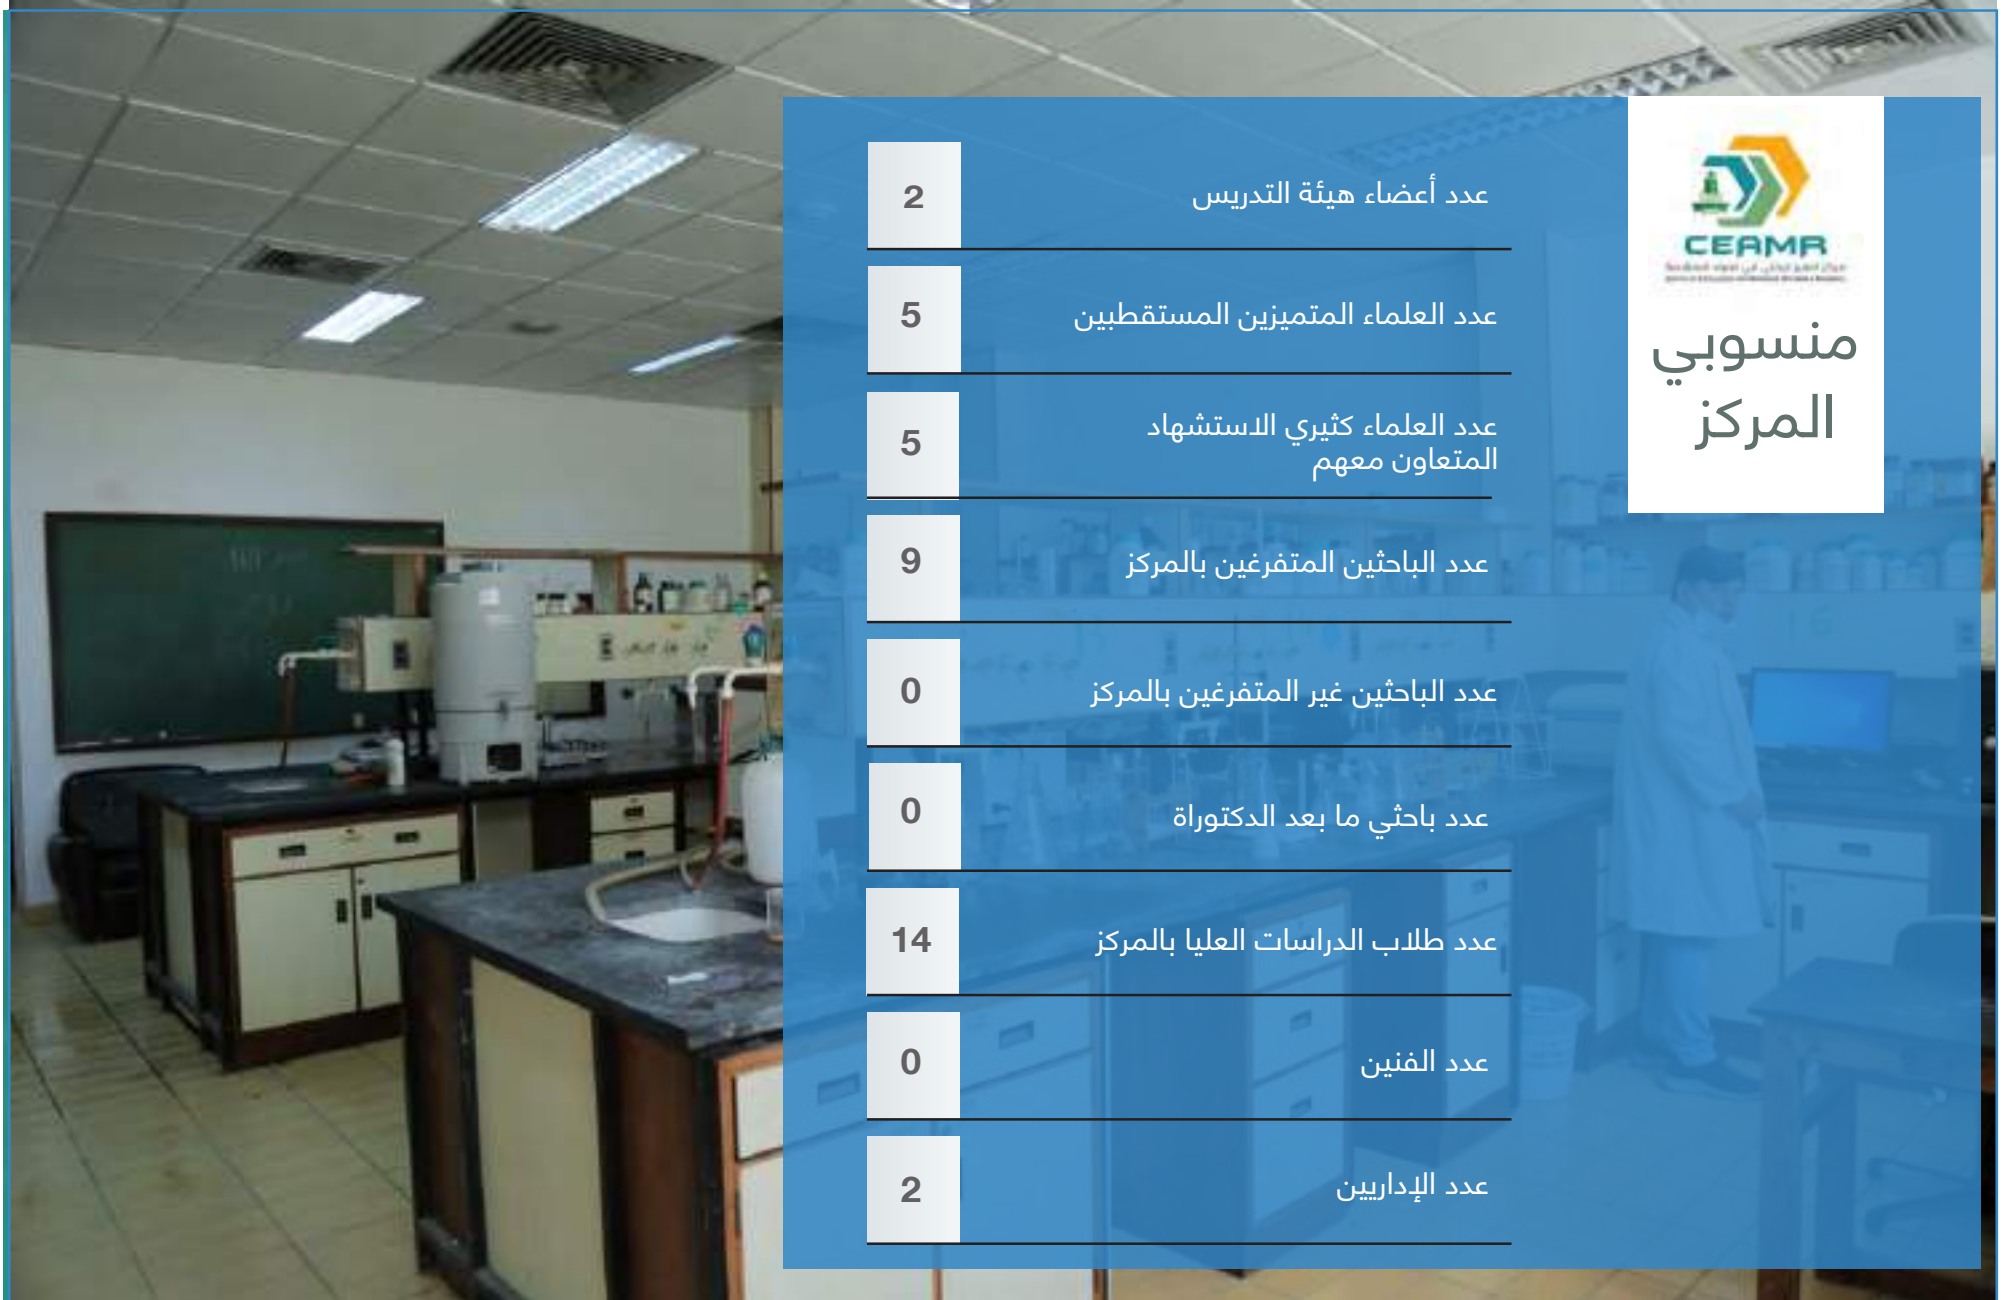 CEAMR
منسوبي
المركز
عدد أعضاء هيئة التدريس
2
عدد العلماء المتميزين المستقطبين
5
عدد العلماء كثيري الاستشهاد
المتعاون معهم
5
عدد الباحثين المتفرغين بالمركز
9
عدد الباحثين غير المتفرغين بالمركز
0
عدد باحثي ما بعد الدكتوراة
0
عدد طلاب الدراسات العليا بالمركز
14
عدد الفنين
0
عدد الإداريين
2